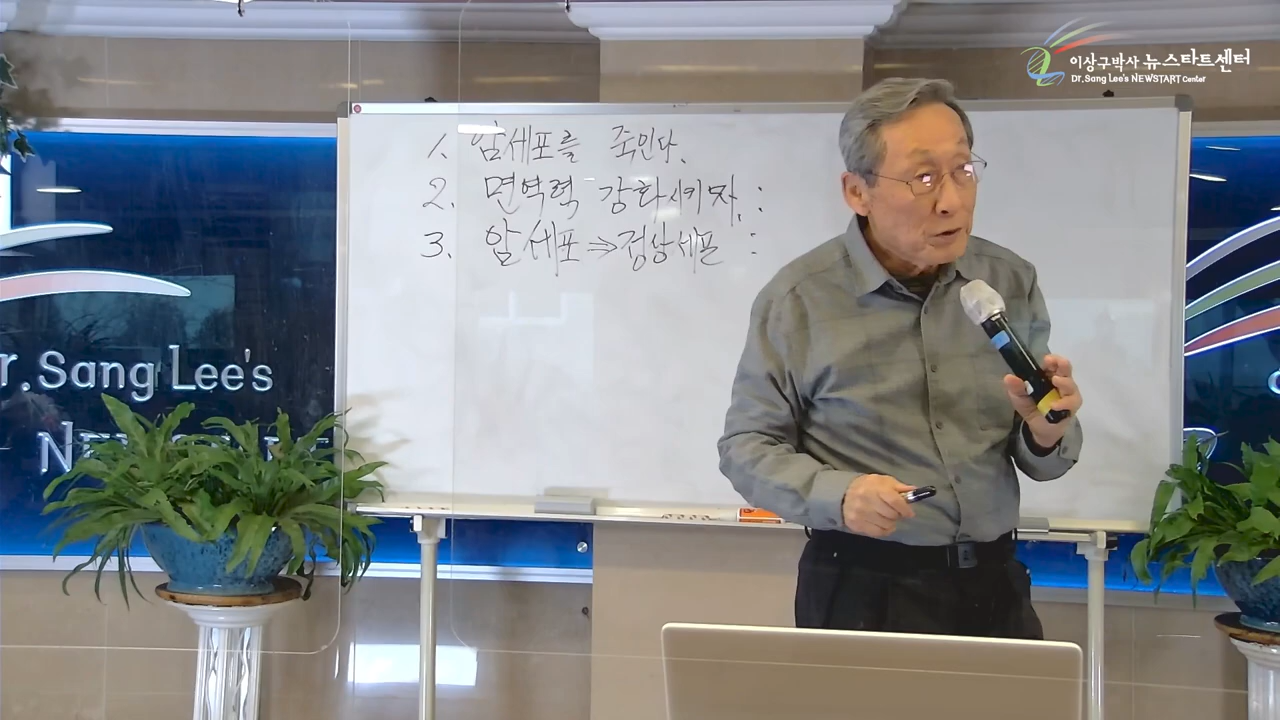 이상구박사 뉴스타트센터
Dr.Sang Lee's NEWSTART Center
1. 암세포를 죽인다.
2. 면역력 강화시키자. :
3. 암세포 ⇒ 정상세포 :
r.Sang Lee's